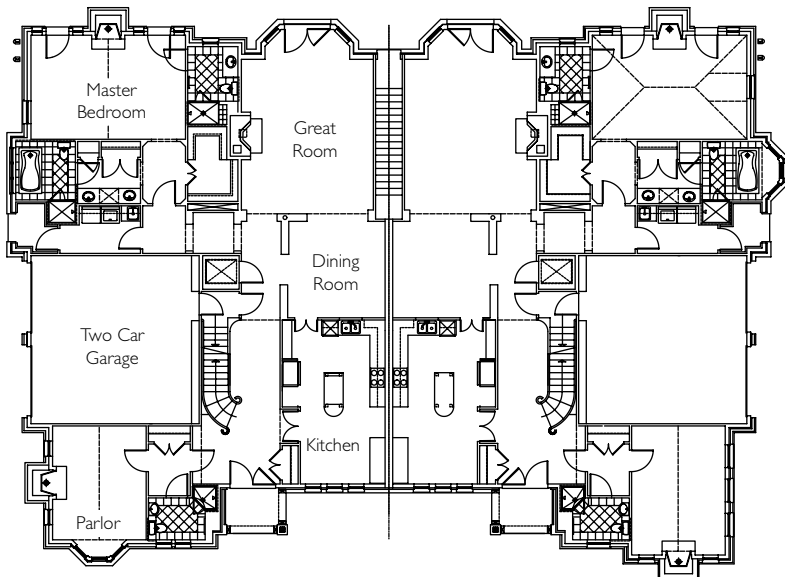 Master
Bedroom
Great
Room
Dining
Room
Two Car
Garage
Kitchen
Parlor